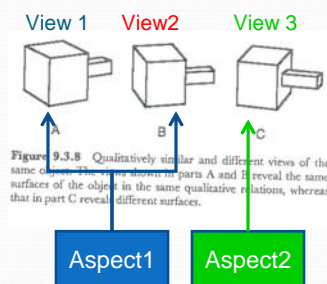 View 1 View2 View 3
A B C
Figure 9.3.8 Qualitatively similar and different views of the
same object. The views shown in parts A and B reveal the same
surfaces of the object in the same qualitative relations, whereas
that in part C reveals different surfaces.
Aspect1 Aspect2